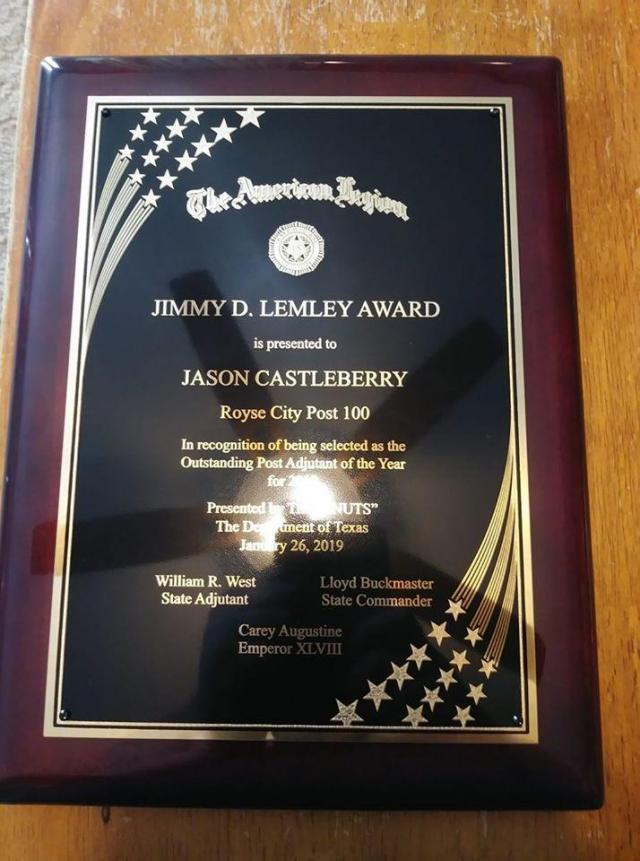 The American Legion
JIMMY D. LEMLEY AWARD
is presented to
JASON CASTLEBERRY
Royse City Post 100
In recognition of being selected as the
Outstanding Post Adjutant of the Year
for
Presented by NUTS”
The Department of Texas
January 26, 2019
William R. West
State Adjutant
Lloyd Buckmaster
State Commander
Carey Augustine
Emperor XLVIII